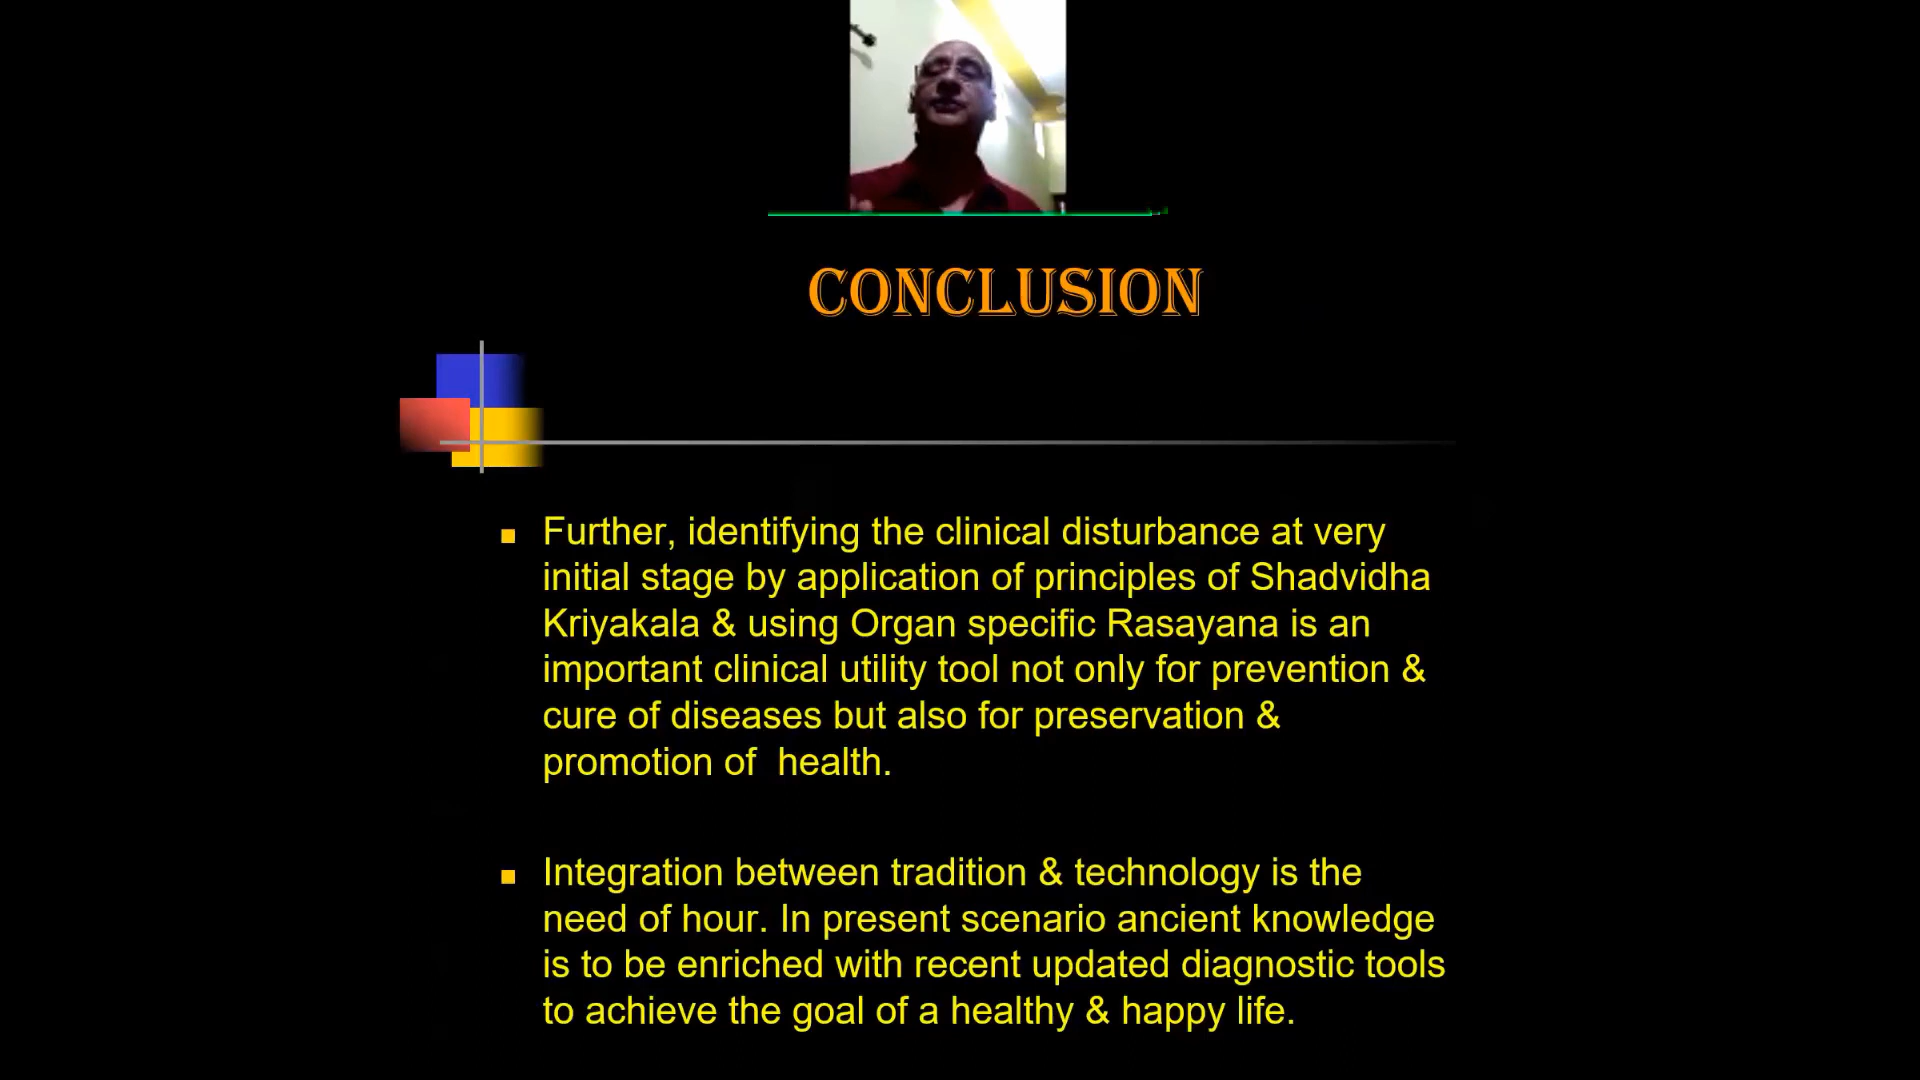 CONCLUSION
Further, identifying the clinical disturbance at very
initial stage by application of principles of Shadvidha
Kriyakala & using Organ specific Rasayana is an
important clinical utility tool not only for prevention &
cure of diseases but also for preservation &
promotion of  health.
Integration between tradition & technology is the
need of hour. In present scenario ancient knowledge
is to be enriched with recent updated diagnostic tools
to achieve the goal of a healthy & happy life.